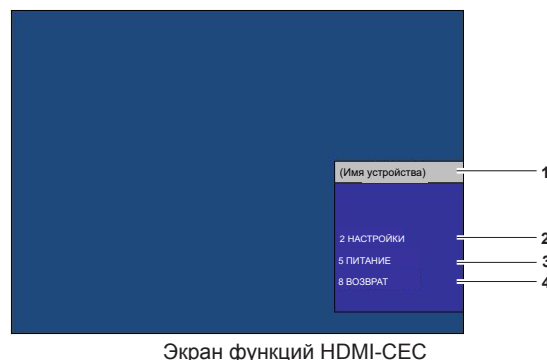 (Имя устройства)
1
2 НАСТРОЙКИ
2
5 ПИТАНИЕ
3
8 ВОЗВРАТ
4
Экран функций HDMI-CEC